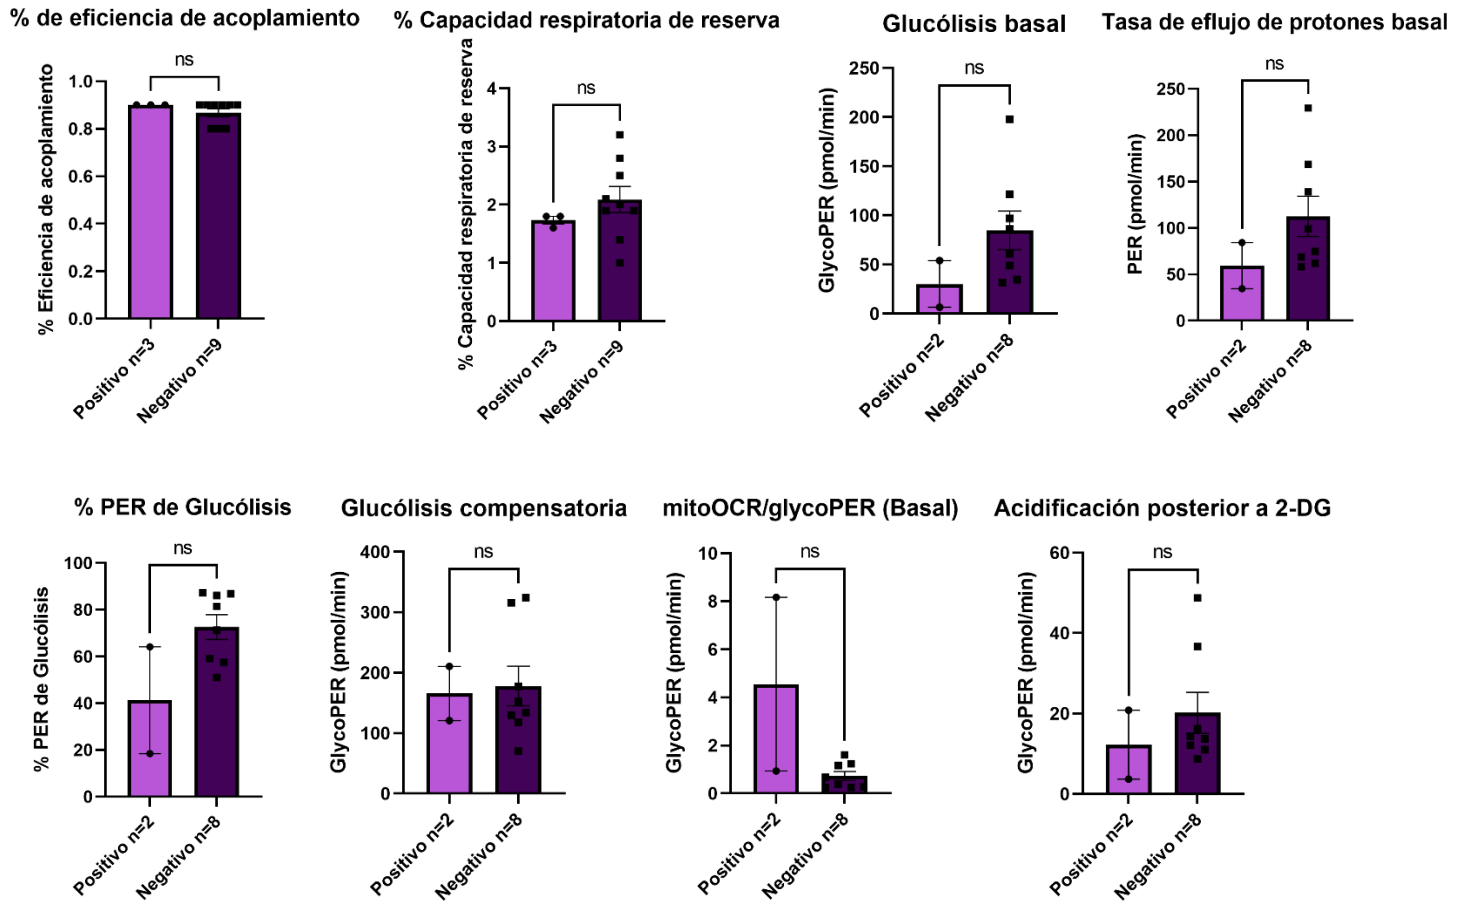 % de eficiencia de acoplamiento
ns
% Eficiencia de acoplamiento
1.0
0.8
0.6
0.4
0.2
0.0
Positivo n=3
Negativo n=9
% Capacidad respiratoria de reserva
ns
% Capacidad respiratoria de reserva
4
3
2
1
0
Positivo n=3
Negativo n=9
Glucólisis basal
ns
GlycoPER (pmol/min)
250
200
150
100
50
0
Positivo n=2
Negativo n=8
Tasa de eflujo de protones basal
ns
PER (pmol/min)
250
200
150
100
50
0
Positivo n=2
Negativo n=8
% PER de Glucólisis
ns
% PER de Glucólisis
100
80
60
40
20
0
Positivo n=2
Negativo n=8
Glucólisis compensatoria
ns
GlycoPER (pmol/min)
400
300
200
100
0
Positivo n=2
Negativo n=8
mitoOCR/glycoPER (Basal)
ns
GlycoPER (pmol/min)
10
8
6
4
2
0
Positivo n=2
Negativo n=8
Acidificación posterior a 2-DG
ns
GlycoPER (pmol/min)
60
40
20
0
Positivo n=2
Negativo n=8